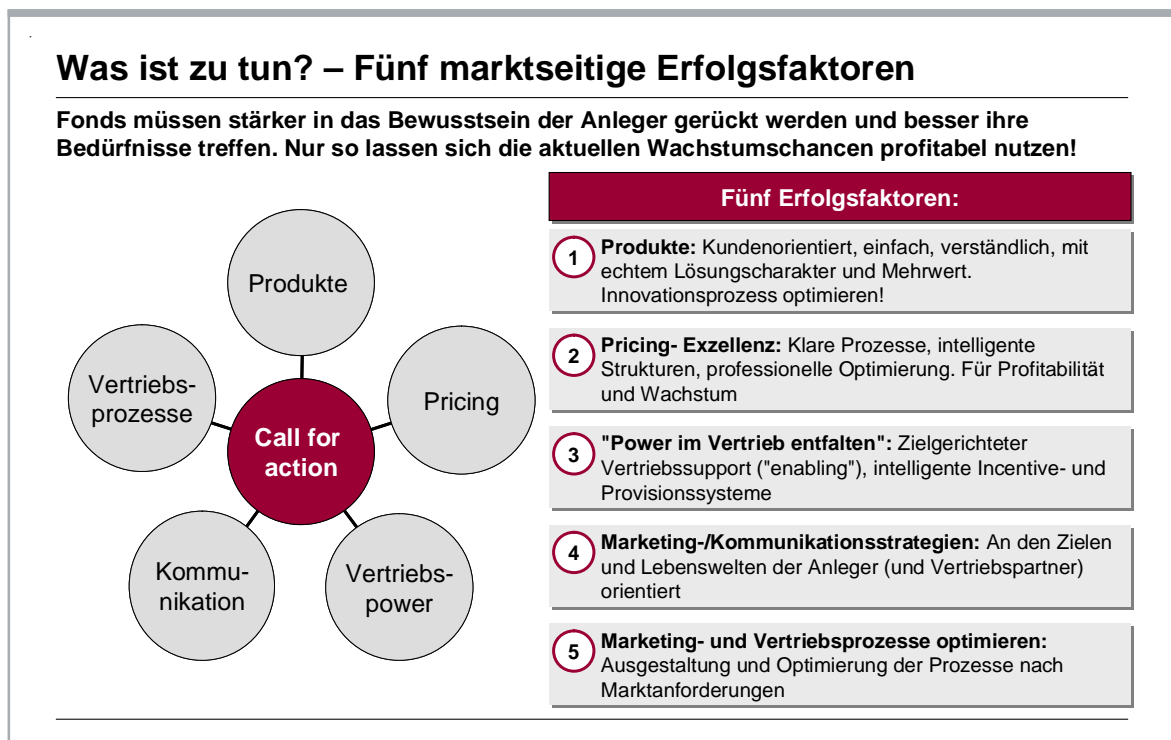 Was ist zu tun? – Fünf marktseitige Erfolgsfaktoren
Fonds müssen stärker in das Bewusstsein der Anleger gerückt werden und besser ihre
Bedürfnisse treffen. Nur so lassen sich die aktuellen Wachstumschancen profitabel nutzen!
Produkte
Pricing
Vertriebs-
power
Kommu-
nikation
Vertriebs-
prozesse
Call for
action
Fünf Erfolgsfaktoren:
1 Produkte: Kundenorientiert, einfach, verständlich, mit
echtem Lösungscharakter und Mehrwert.
Innovationsprozess optimieren!
2 Pricing- Exzellenz: Klare Prozesse, intelligente
Strukturen, professionelle Optimierung. Für Profitabilität
und Wachstum
3 "Power im Vertrieb entfalten": Zielgerichteter
Vertriebssupport ("enabling"), intelligente Incentive- und
Provisionssysteme
4 Marketing-/Kommunikationsstrategien: An den Zielen
und Lebenswelten der Anleger (und Vertriebspartner)
orientiert
5 Marketing- und Vertriebsprozesse optimieren:
Ausgestaltung und Optimierung der Prozesse nach
Marktanforderungen